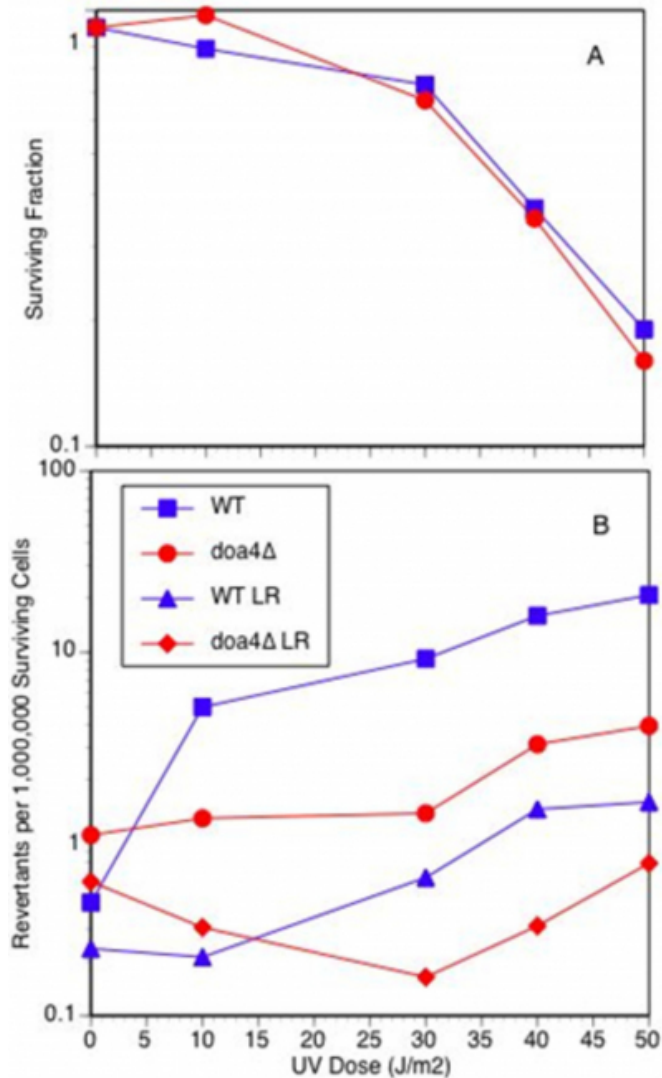 1
A
Surviving Fraction
0.1
100
WT
B
doa4Δ
WT LR
doa4Δ LR
10
Revertants per 1,000,000 Surviving Cells
1
0.1
0 5 10 15 20 25 30 35 40 45 50
UV Dose (J/m2)